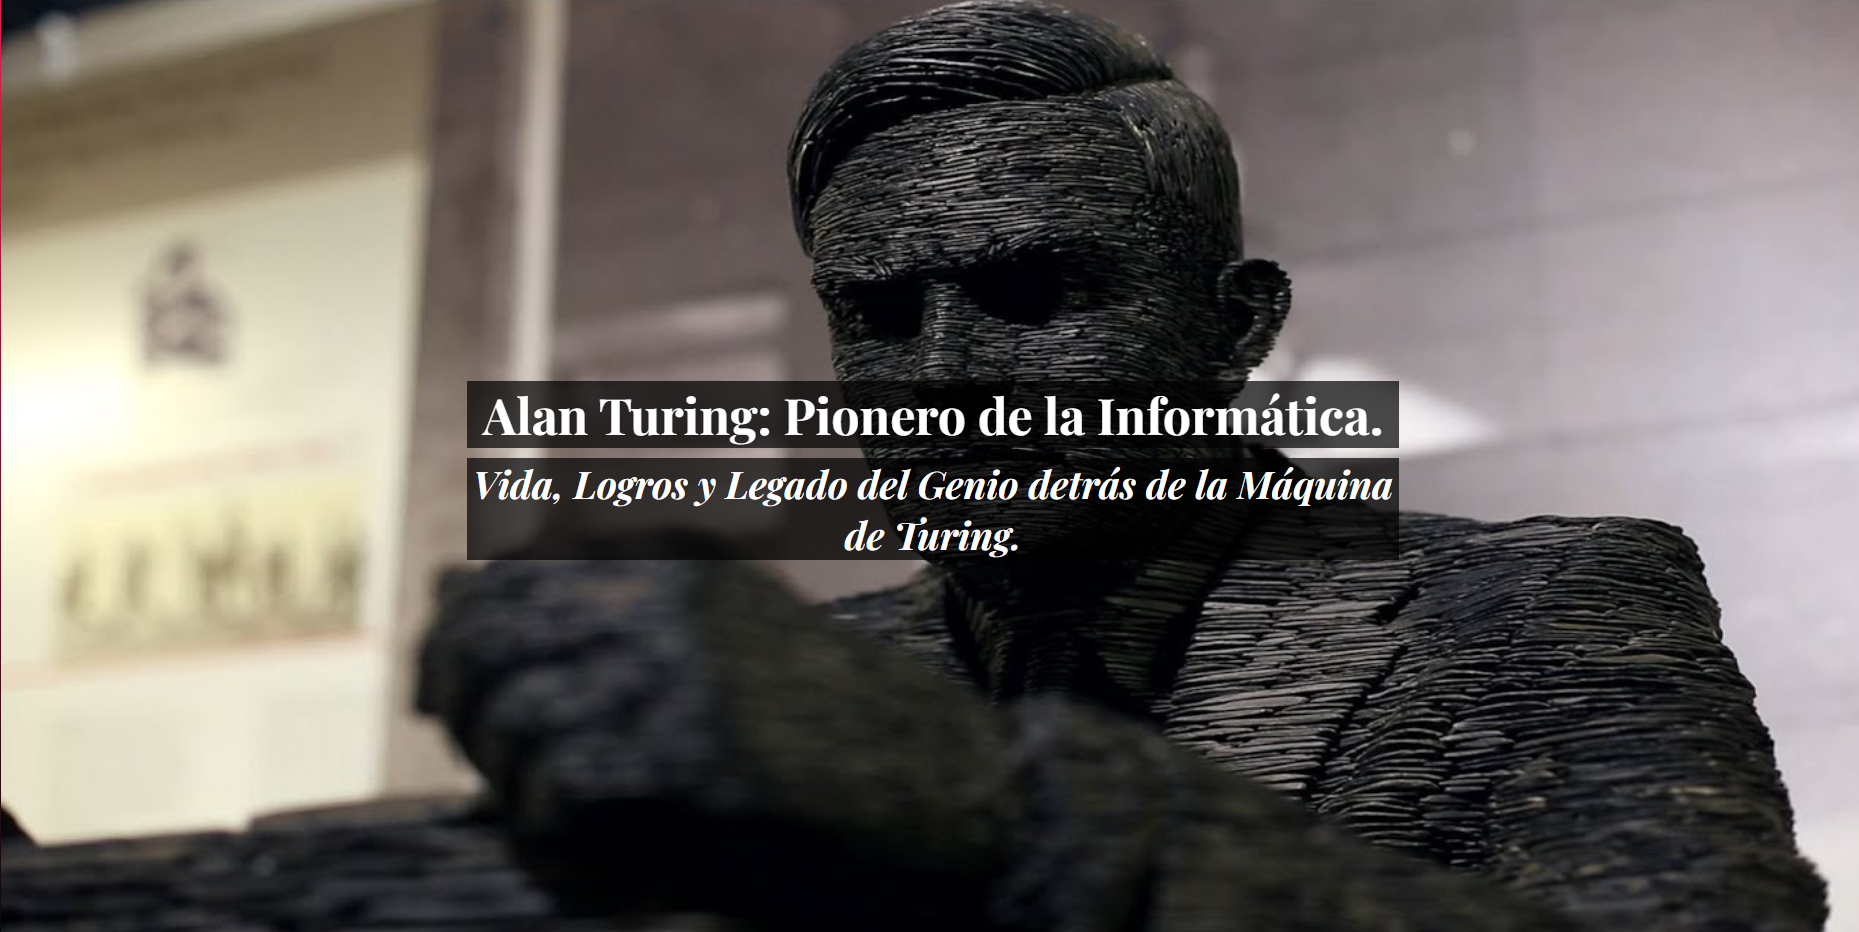 Alan Turing: Pionero de la Informática.
Vida, Logros y Legado del Genio detrás de la Máquina
de Turing.